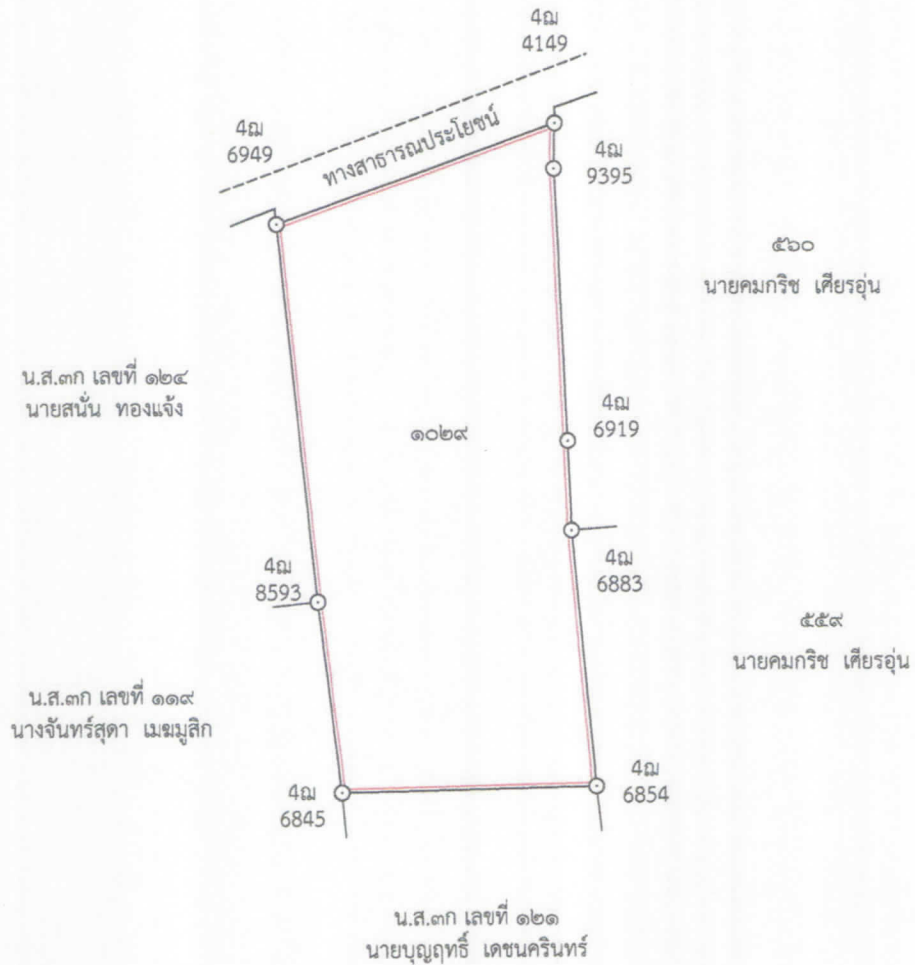 4ฌ
4149
4ฌ
6949
ทางสาธารณประโยชน์
4ฌ
9395
๕๖๐
นายคมกริช เศียรอุ่น
น.ส.๓ก เลขที่ ๑๒๔
นายสนั่น ทองแจ้ง
4ฌ
6919
๑๐๒๙
4ฌ
8593
4ฌ
6883
๕๕๙
นายคมกริช เศียรอุ่น
น.ส.๓ก เลขที่ ๑๑๙
นางจันทร์สุดา เมฆมูสิก
4ฌ
6845
4ฌ
6854
น.ส.๓ก เลขที่ ๑๒๑
นายบุญฤทธิ์ เดชนครินทร์